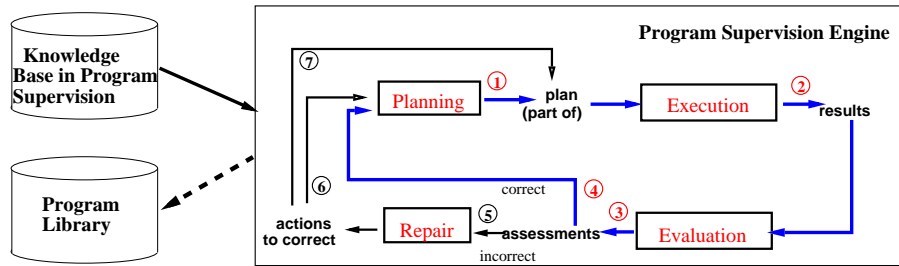 Knowledge
Base in Program
Supervision
Program
Library
Program Supervision Engine
⑦
①
②
Planning
plan
(part of)
Execution
results
⑥
correct
④
actions
to correct
Repair
⑤
assessments
③
Evaluation
incorrect